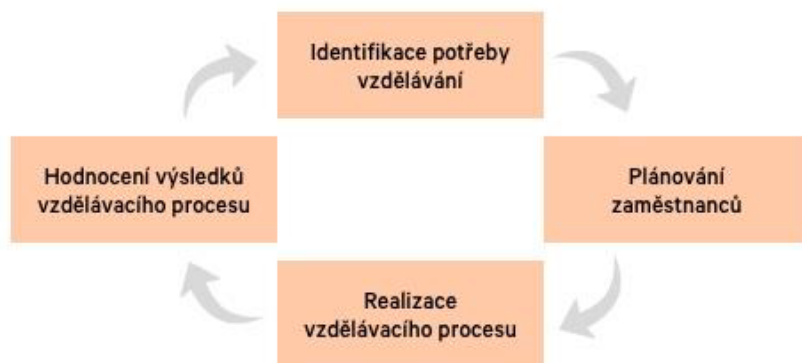 Identifikace potřeby
vzdělávání
Hodnocení výsledků
vzdělávacího procesu
Plánování
zaměstnanců
Realizace
vzdělávacího procesu